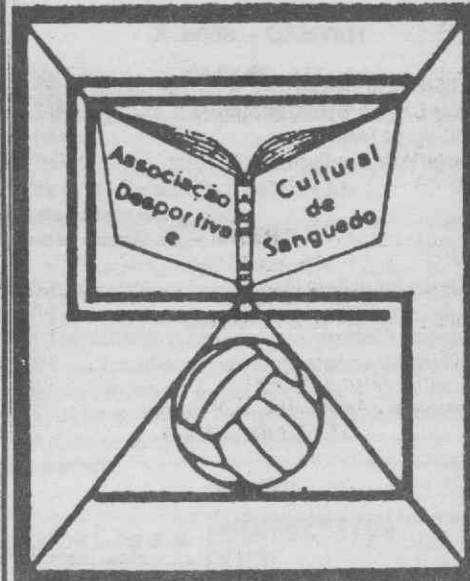 Associação
Desportiva
e
Cultural
de
Sanguedo